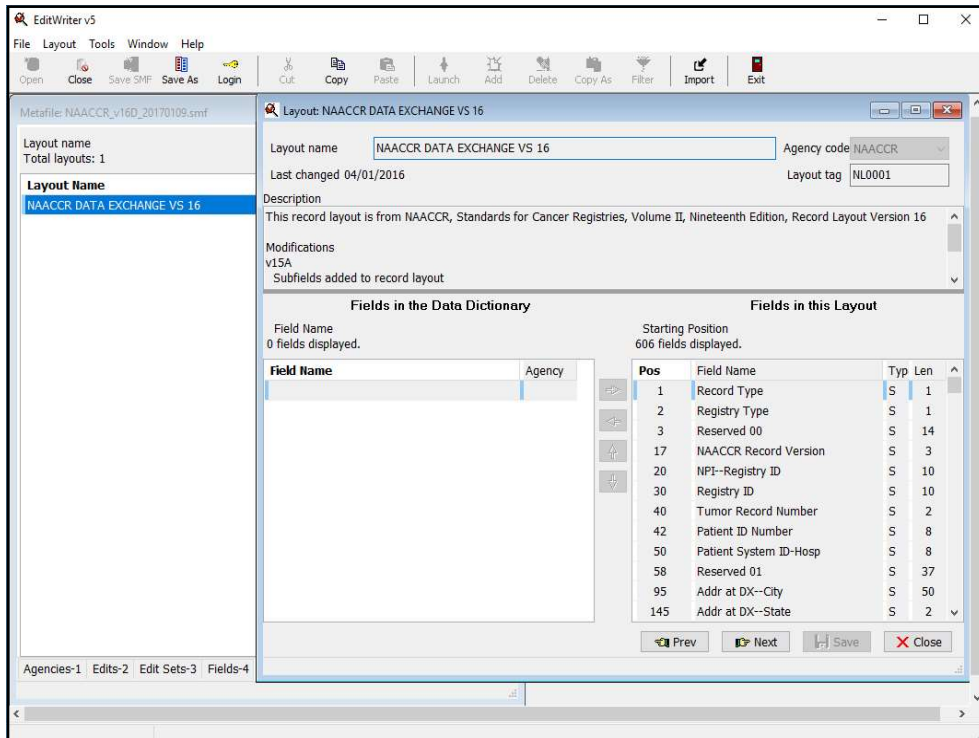 EditWriter v5
File Layout Tools Window Help
Open Close Save SMF Save As Login Cut Copy Paste Launch Add Delete Copy As Filter Import Exit
Metafile: NAACCR_v16D_20170109.smf
Layout name
Total layouts: 1
Layout Name
NAACCR DATA EXCHANGE VS 16
Agencies-1 Edits-2 Edit Sets-3 Fields-4
Layout: NAACCR DATA EXCHANGE VS 16
Layout name NAACCR DATA EXCHANGE VS 16 Agency code NAACCR
Last changed 04/01/2016 Layout tag NL0001
Description
This record layout is from NAACCR, Standards for Cancer Registries, Volume II, Nineteenth Edition, Record Layout Version 16
Modifications
v15A
Subfields added to record layout
Fields in the Data Dictionary
Field Name
0 fields displayed.
Field Name Agency
Fields in this Layout
Starting Position
606 fields displayed.
Pos Field Name Typ Len
1 Record Type S 1
2 Registry Type S 1
3 Reserved 00 S 14
17 NAACCR Record Version S 3
20 NPI--Registry ID S 10
30 Registry ID S 10
40 Tumor Record Number S 2
42 Patient ID Number S 8
50 Patient System ID-Hosp S 8
58 Reserved 01 S 37
95 Addr at DX--City S 50
145 Addr at DX--State S 2
Prev Next Save Close